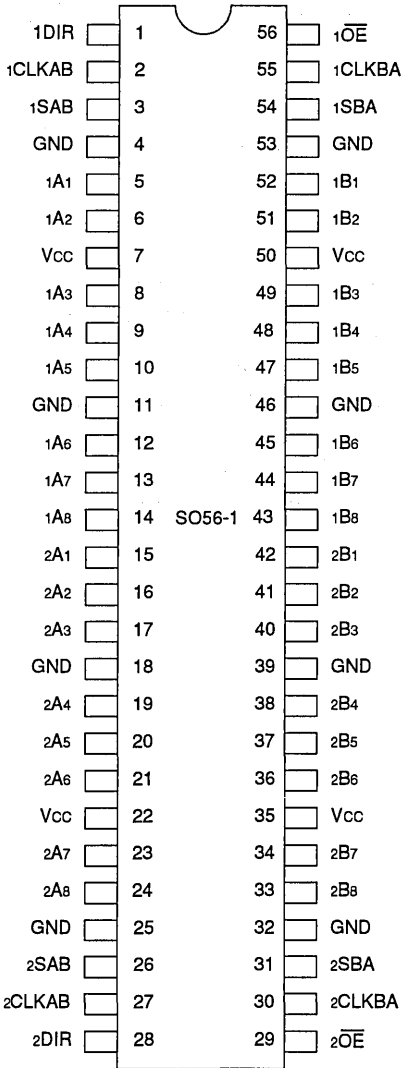 1DIR 1 56 1O̅E̅
1CLKAB 2 55 1CLKBA
1SAB 3 54 1SBA
GND 4 53 GND
1A1 5 52 1B1
1A2 6 51 1B2
Vcc 7 50 Vcc
1A3 8 49 1B3
1A4 9 48 1B4
1A5 10 47 1B5
GND 11 46 GND
1A6 12 45 1B6
1A7 13 44 1B7
1A8 14 SO56-1 43 1B8
2A1 15 42 2B1
2A2 16 41 2B2
2A3 17 40 2B3
GND 18 39 GND
2A4 19 38 2B4
2A5 20 37 2B5
2A6 21 36 2B6
Vcc 22 35 Vcc
2A7 23 34 2B7
2A8 24 33 2B8
GND 25 32 GND
2SAB 26 31 2SBA
2CLKAB 27 30 2CLKBA
2DIR 28 29 2O̅E̅